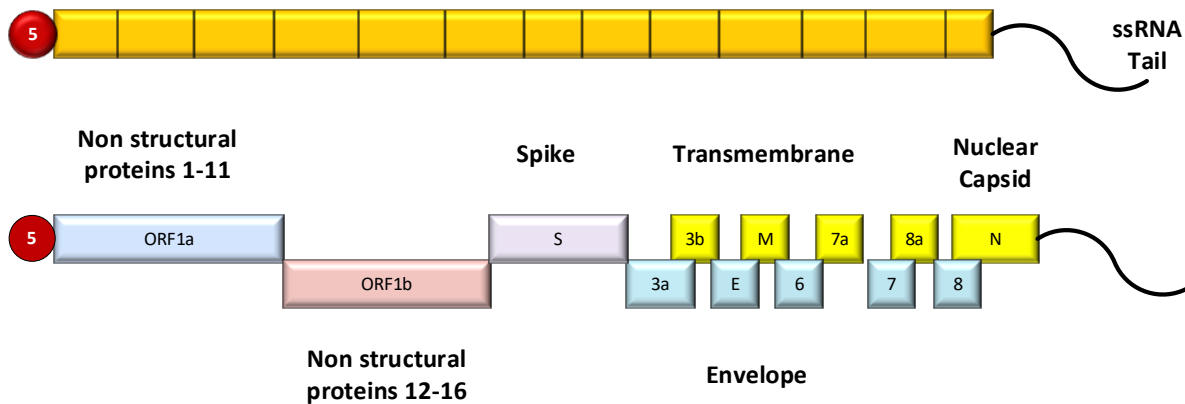 5
ssRNA
Tail
Non structural
proteins 1-11
Spike
Transmembrane
Nuclear
Capsid
5
ORF1a
S
3b
M
7a
8a
N
ORF1b
3a
E
6
7
8
Non structural
proteins 12-16
Envelope